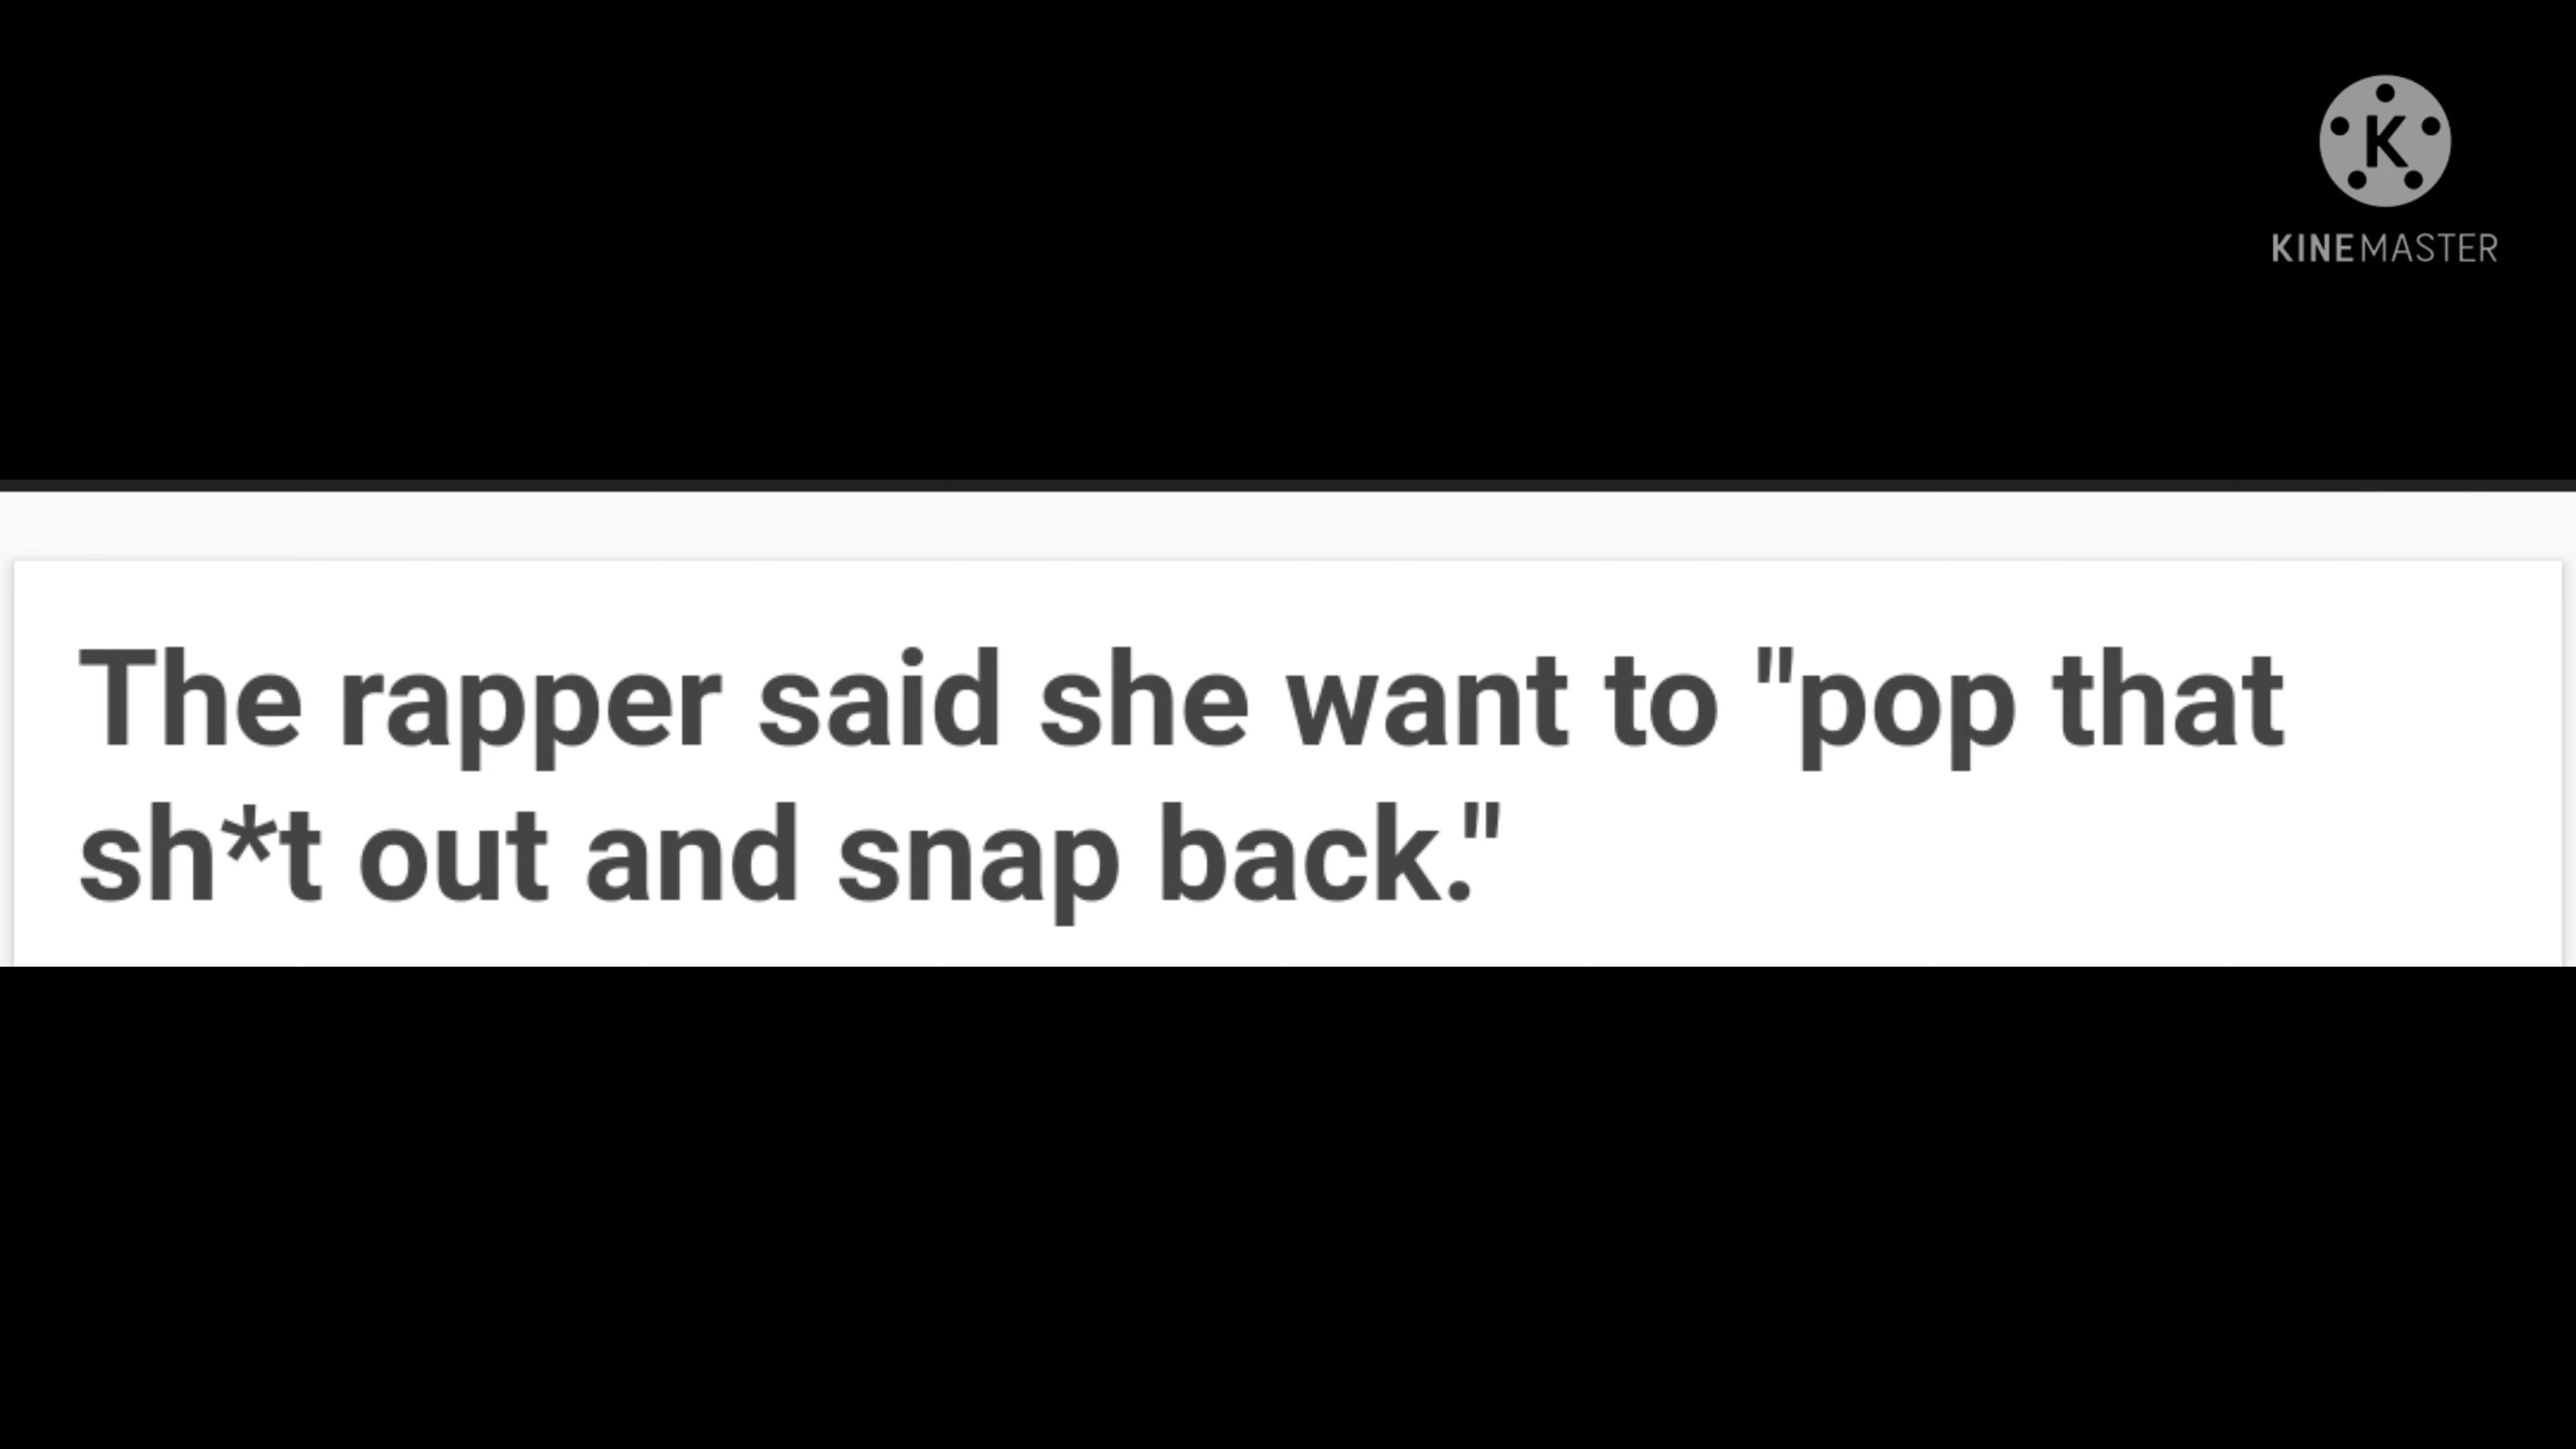 K
KINEMASTER
The rapper said she want to "pop that
sh*t out and snap back."